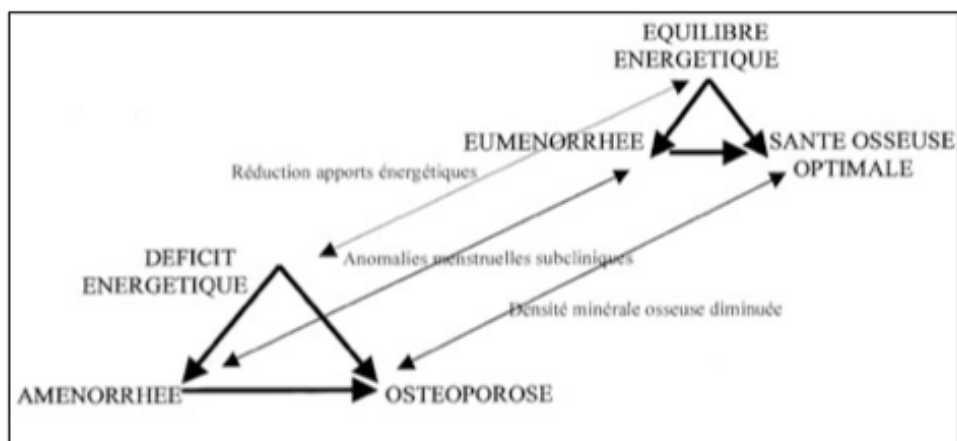 EQUILIBRE
ENERGETIQUE
EUMENORRHEE
SANTE OSSEUSE
OPTIMALE
Réduction apports énergétiques
DEFICIT
ENERGETIQUE
Anomalies menstruelles subcliniques
Densité minérale osseuse diminuée
AMENORRHEE
OSTEOPOROSE